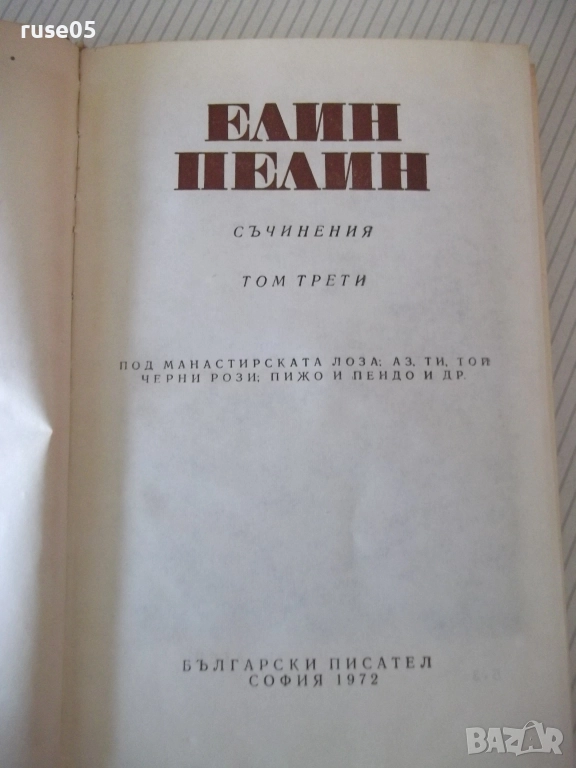 ruse05
ЕЛИН
ПЕЛИН
СЪЧИНЕНИЯ
ТОМ ТРЕТИ
ПОД МАНАСТИРСКАТА ЛОЗА; АЗ, ТИ, ТОЙ
ЧЕРНИ РОЗИ; ПИЖО И ПЕНДО И ДР.
БЪЛГАРСКИ ПИСАТЕЛ
СОФИЯ 1972
BAZAR